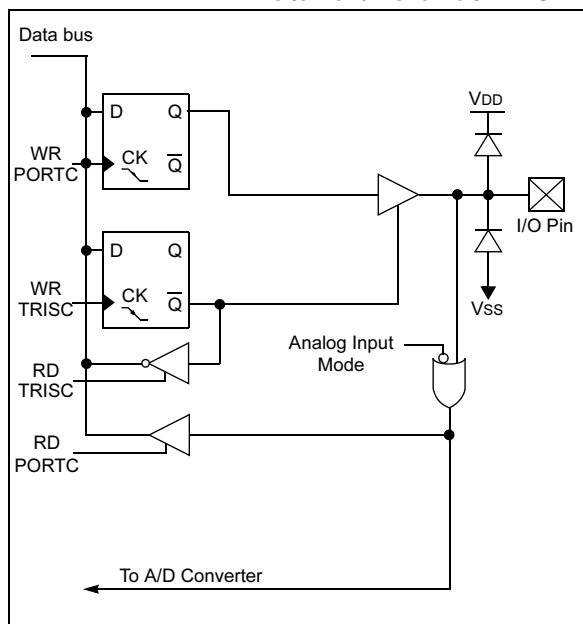 Data bus
D Q
VDD
WR
PORTC
CK Q
I/O Pin
D Q
WR
TRISC
CK Q
VSS
Analog Input
Mode
RD
TRISC
RD
PORTC
To A/D Converter